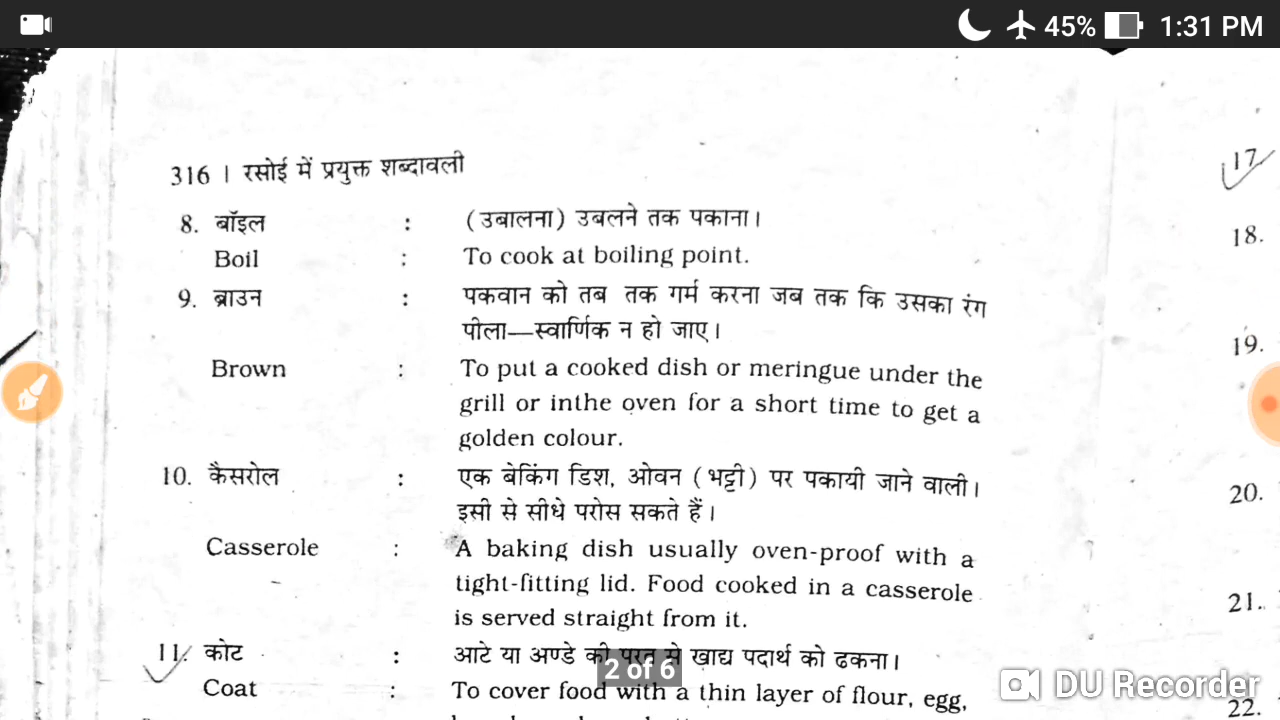 45% 1:31 PM
316 । रसोई में प्रयुक्त शब्दावली
8. बॉइल : (उबालना) उबलने तक पकाना।
Boil : To cook at boiling point.
9. ब्राउन : पकवान को तब तक गर्म करना जब तक कि उसका रंग
पीला—स्वार्णिक न हो जाए।
Brown : To put a cooked dish or meringue under the
grill or inthe oven for a short time to get a
golden colour.
10. कैसरोल : एक बेकिंग डिश, ओवन (भट्टी) पर पकायी जाने वाली।
इसी से सीधे परोस सकते हैं।
Casserole : A baking dish usually oven-proof with a
tight-fitting lid. Food cooked in a casserole
is served straight from it.
11. कोट : आटे या अण्डे की परत से खाद्य पदार्थ को ढकना।
Coat : To cover food with a thin layer of flour, egg,
2 of 6
17
18.
19.
20.
21.
22.
DU Recorder